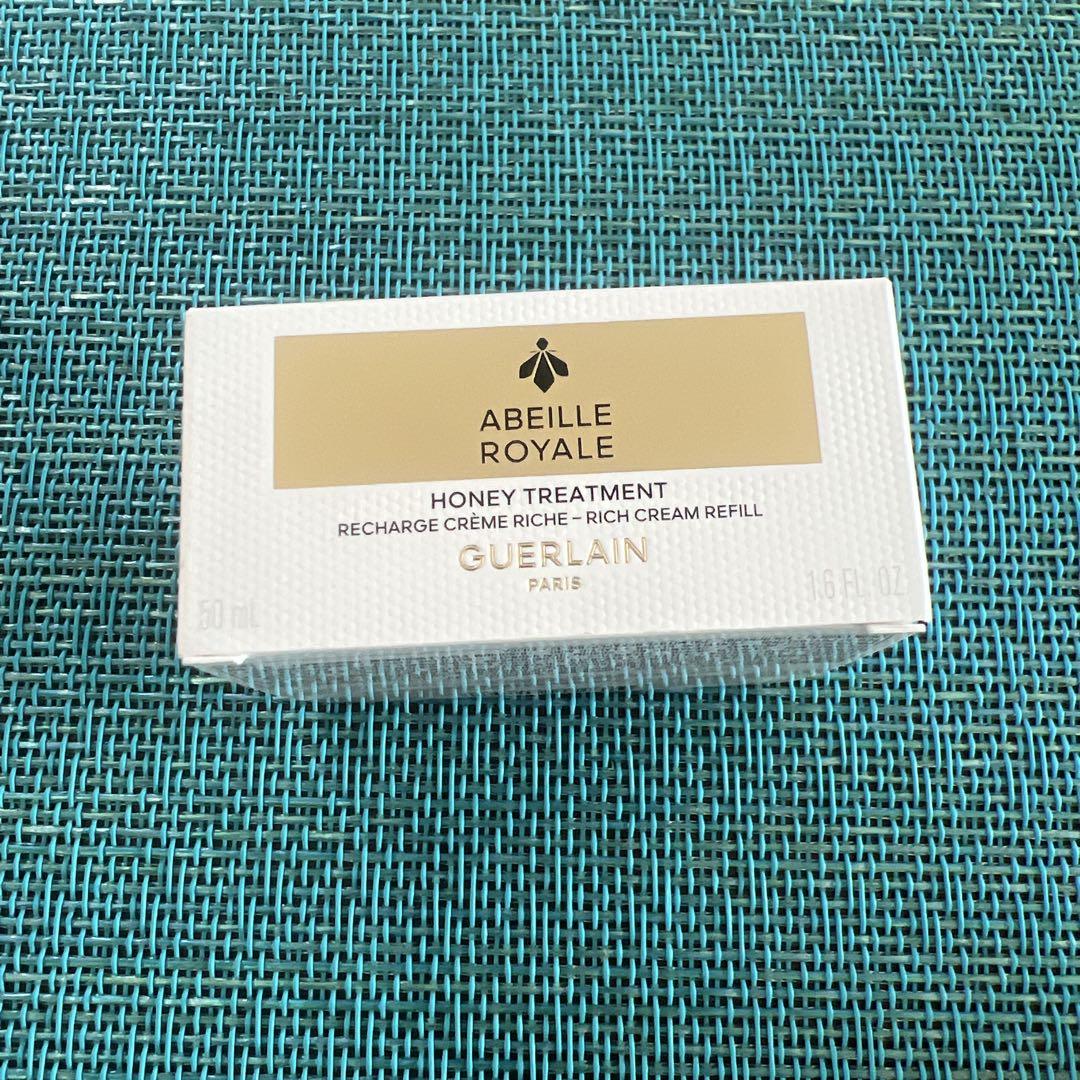 ABEILLE
ROYALE
HONEY TREATMENT
RECHARGE CRÈME RICHE – RICH CREAM REFILL
GUERLAIN
PARIS
50 mL
1.6 FL. OZ